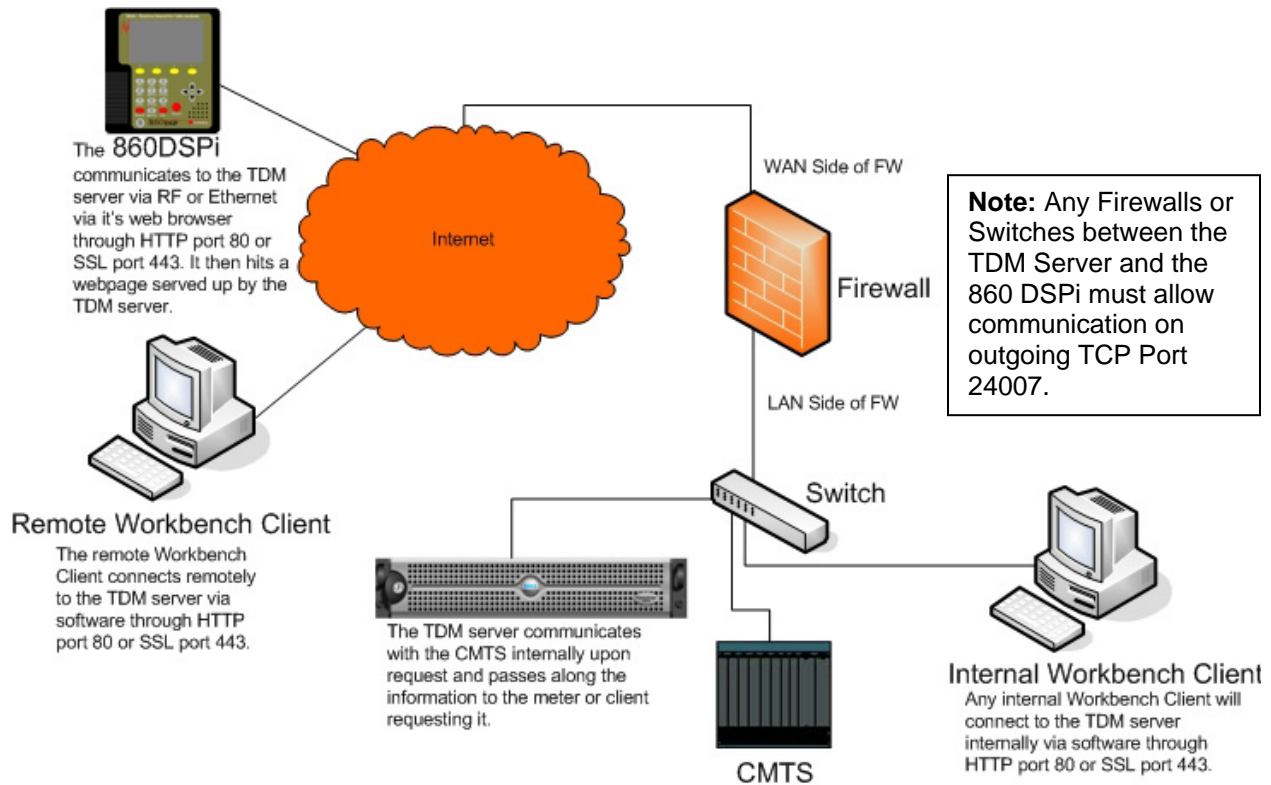 The 860DSPi
communicates to the TDM
server via RF or Ethernet
via it's web browser
through HTTP port 80 or
SSL port 443. It then hits a
webpage served up by the
TDM server.
Internet
WAN Side of FW
Firewall
LAN Side of FW
Note: Any Firewalls or
Switches between the
TDM Server and the
860 DSPi must allow
communication on
outgoing TCP Port
24007.
Remote Workbench Client
The remote Workbench
Client connects remotely
to the TDM server via
software through HTTP
port 80 or SSL port 443.
Switch
The TDM server communicates
with the CMTS internally upon
request and passes along the
information to the meter or client
requesting it.
CMTS
Internal Workbench Client
Any internal Workbench Client will
connect to the TDM server
internally via software through
HTTP port 80 or SSL port 443.